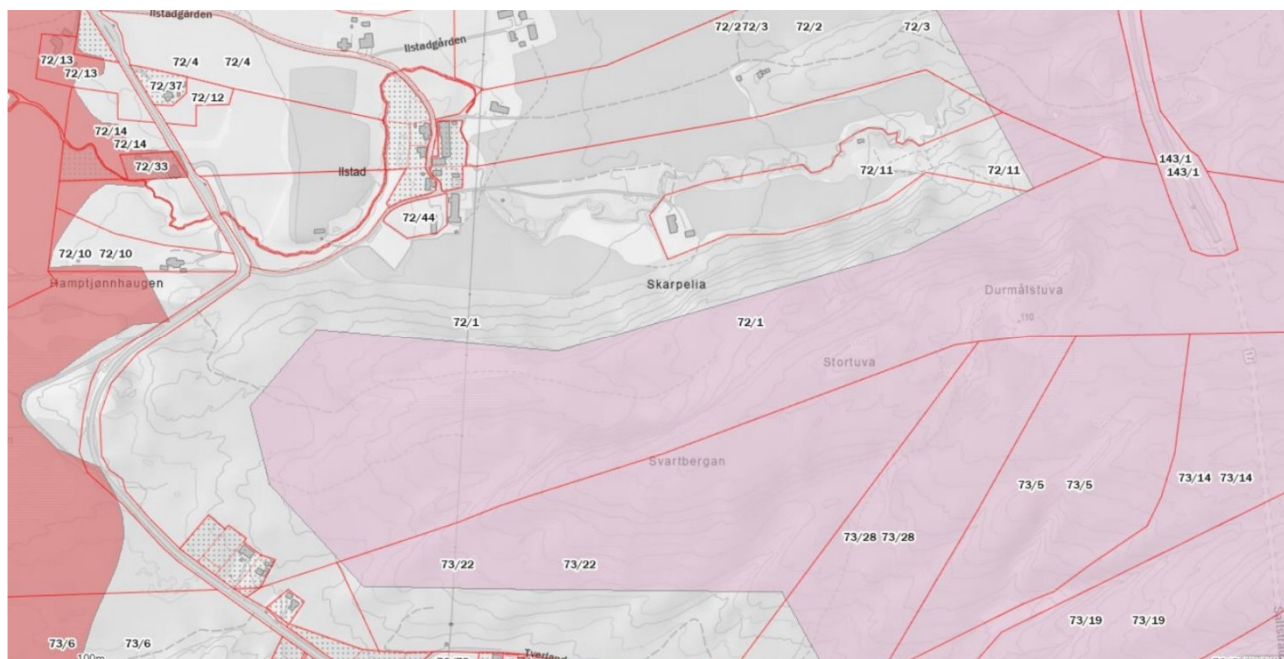 Ilstadgården
72/2 72/3 72/2 72/3
Ilstadgården
72/13 72/4 72/4
72/13
72/37
72/12
72/14
72/14
143/1
72/33 72/11 72/11 143/1
Ilstad
72/44
72/10 72/10
Hamptjønnhaugen Skarpelia Durmålstuva
72/1 72/1 110
Stortuva
Svartbergan
73/5 73/5 73/14 73/14
73/28 73/28
73/22 73/22
73/19 73/19
73/6 73/6
100m Tverland